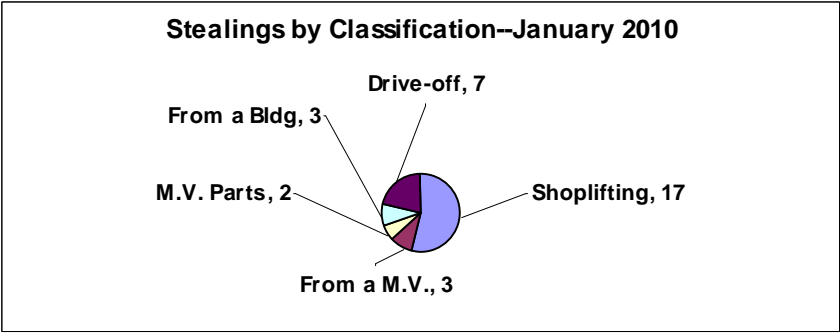 Stealings by Classification--January 2010
Drive-off, 7
From a Bldg, 3
M.V. Parts, 2
Shoplifting, 17
From a M.V., 3